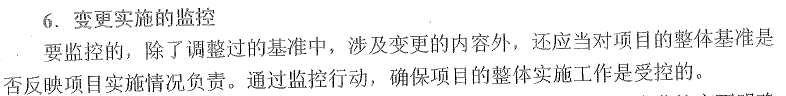 6．变更实施的监控
要监控的，除了调整过的基准中，涉及变更的内容外，还应当对项目的整体基准是
否反映项目实施情况负责。通过监控行动，确保项目的整体实施工作是受控的。